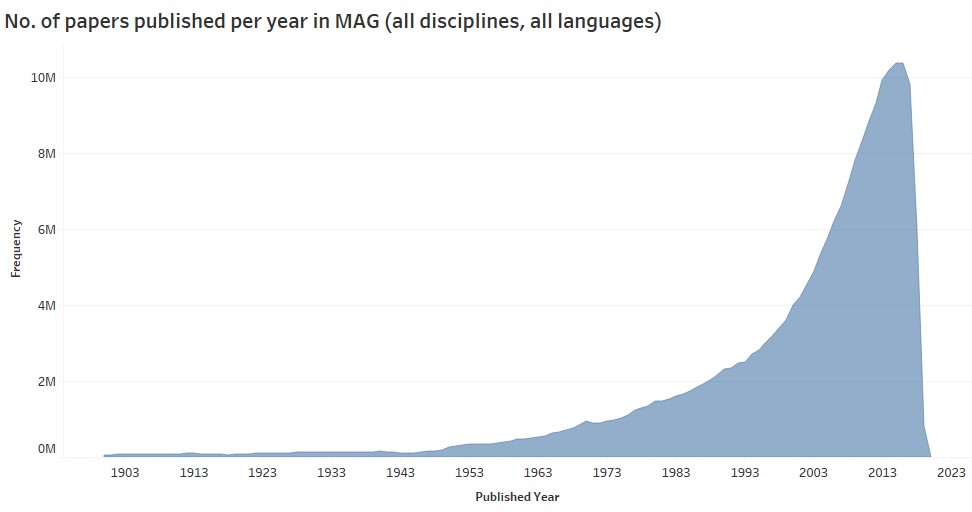 No. of papers published per year in MAG (all disciplines, all languages)
10M
8M
6M
4M
2M
0M
Frequency
1903 1913 1923 1933 1943 1953 1963 1973 1983 1993 2003 2013 2023
Published Year